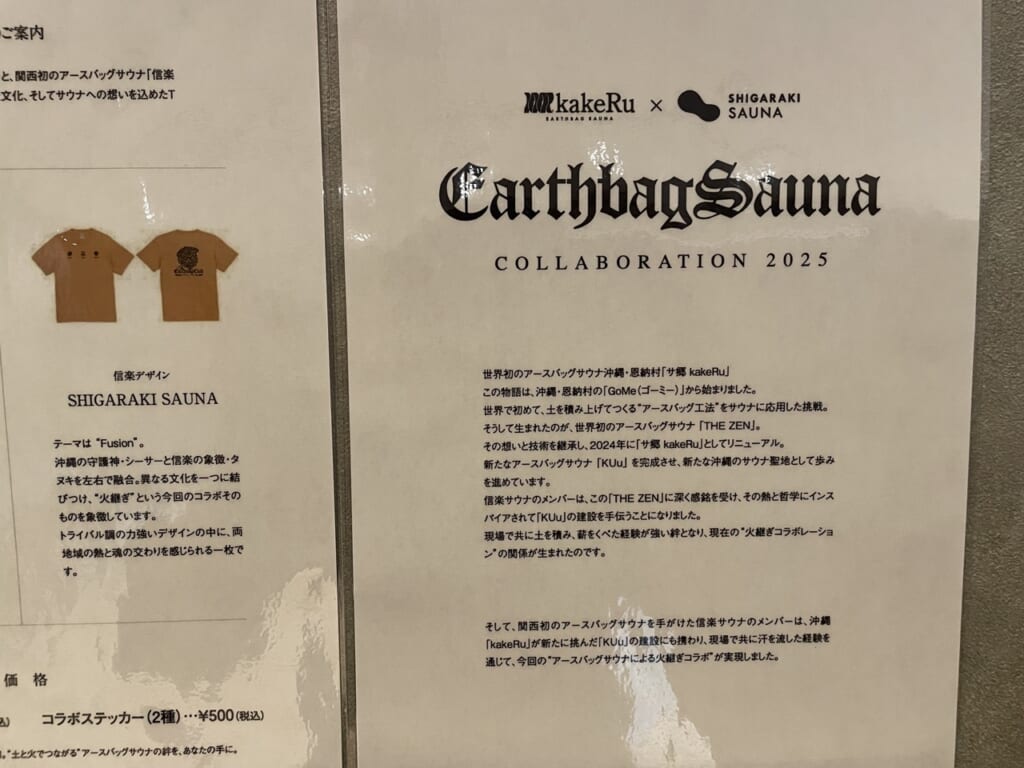 のご案内
と、関西初のアースバッグサウナ「信楽
文化、そしてサウナへの想いを込めたT
信楽デザイン
SHIGARAKI SAUNA
テーマは “Fusion” 。
沖縄の守護神・シーサーと信楽の象徴・タ
ヌキを左右で融合。異なる文化を一つに結
びつけ、“火継ぎ”という今回のコラボその
ものを象徴しています。
トライバル調の力強いデザインの中に、両
地域の熱と魂の交わりを感じられる一枚で
す。
価 格
込)
コラボステッカー(2種)…¥500(税込)
“土と火でつながる”アースバッグサウナの絆を、あなたの手に。
kakeRu × SHIGARAKI SAUNA
EARTHBAG SAUNA
EarthbagSauna
COLLABORATION 2025
世界初のアースバッグサウナ沖縄・恩納村「サ郷 kakeRu」
この物語は、沖縄・恩納村の「GoMe(ゴーミー)」から始まりました。
世界で初めて、土を積み上げてつくる“アースバッグ工法”をサウナに応用した挑戦。
そうして生まれたのが、世界初のアースバッグサウナ 「THE ZEN」。
その想いと技術を継承し、2024年に「サ郷 kakeRu」としてリニューアル。
新たなアースバッグサウナ 「KUu」 を完成させ、新たな沖縄のサウナ聖地として歩み
を進めています。
信楽サウナのメンバーは、この「THE ZEN」に深く感銘を受け、その熱と哲学にインス
パイアされて「KUu」の建設を手伝うことになりました。
現場で共に土を積み、薪をくべた経験が強い絆となり、現在の“火継ぎコラボレーショ
ン”の関係が生まれたのです。
そして、関西初のアースバッグサウナを手がけた信楽サウナのメンバーは、沖縄
「kakeRu」が新たに挑んだ「KUu」の建設にも携わり、現場で共に汗を流した経験を
通じて、今回の“アースバッグサウナによる火継ぎコラボ”が実現しました。